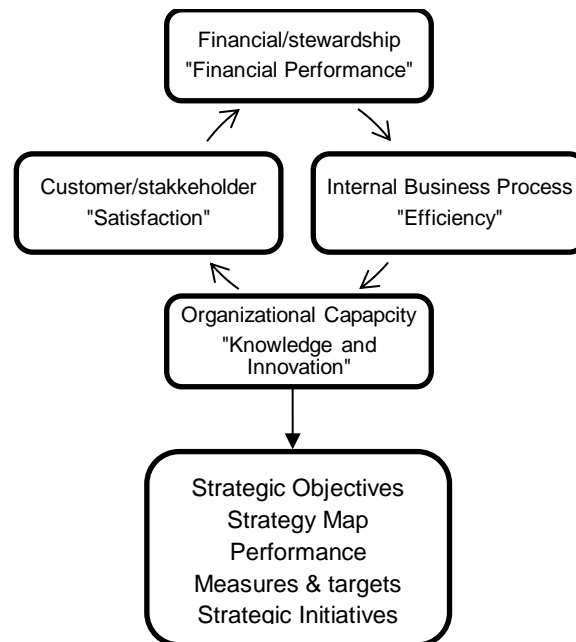 Financial/stewardship
"Financial Performance"
Customer/stakkeholder
"Satisfaction"
Internal Business Process
"Efficiency"
Organizational Capapcity
"Knowledge and
Innovation"
Strategic Objectives
Strategy Map
Performance
Measures & targets
Strategic Initiatives